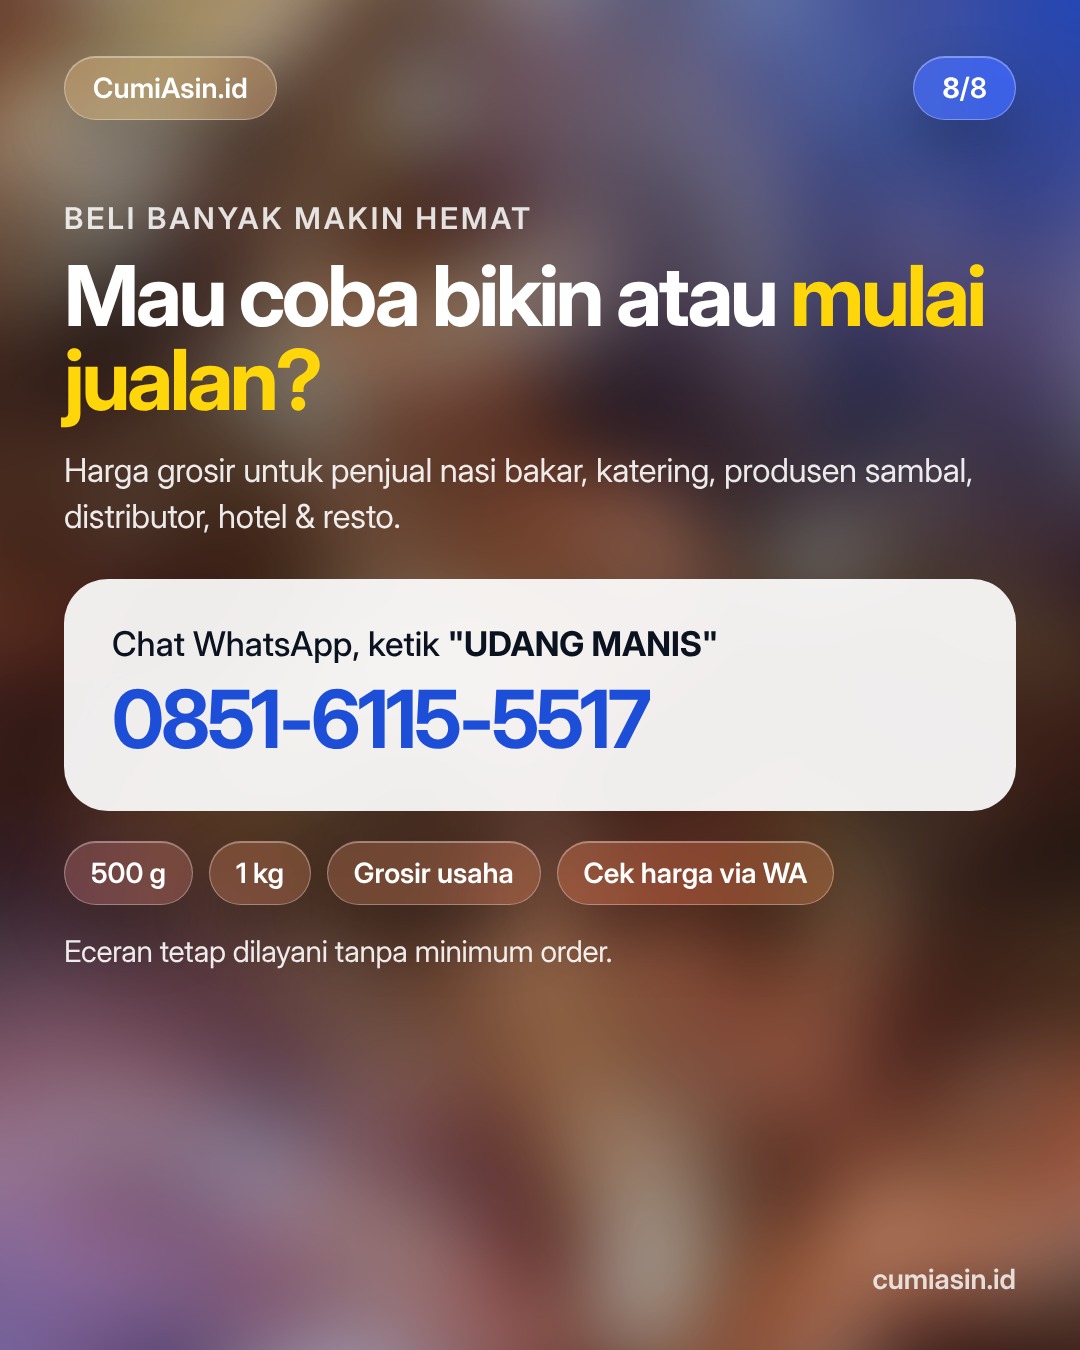 CumiAsin.id
8/8
BELI BANYAK MAKIN HEMAT
Mau coba bikin atau mulai
jualan?
Harga grosir untuk penjual nasi bakar, katering, produsen sambal,
distributor, hotel & resto.
Chat WhatsApp, ketik "UDANG MANIS"
0851-6115-5517
500 g
1 kg
Grosir usaha
Cek harga via WA
Eceran tetap dilayani tanpa minimum order.
cumiasin.id